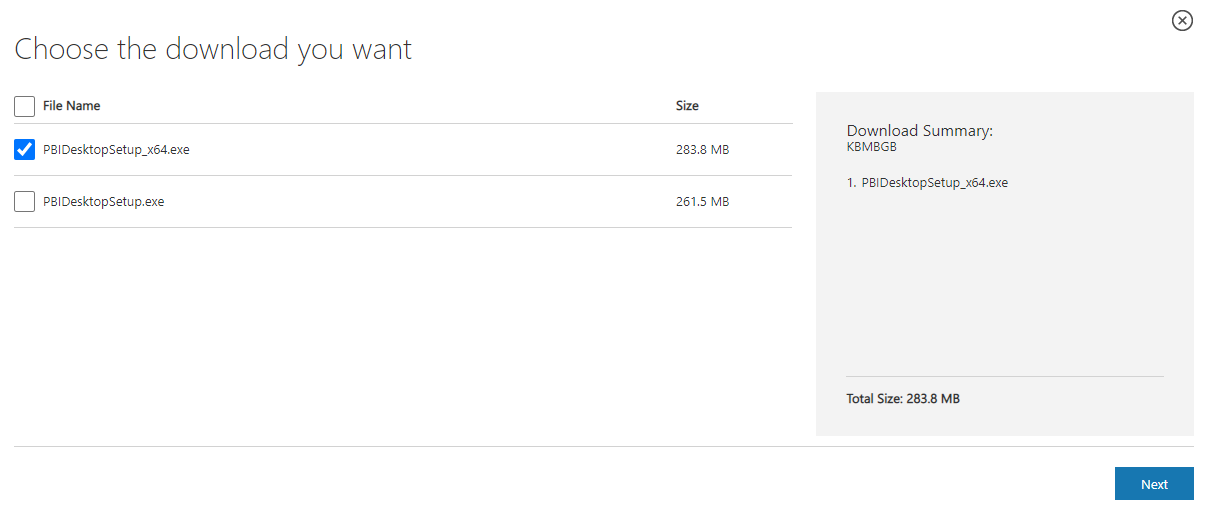 Choose the download you want
File Name Size
PBIDesktopSetup_x64.exe 283.8 MB
PBIDesktopSetup.exe 261.5 MB
Download Summary:
KBMBGB
1. PBIDesktopSetup_x64.exe
Total Size: 283.8 MB
Next